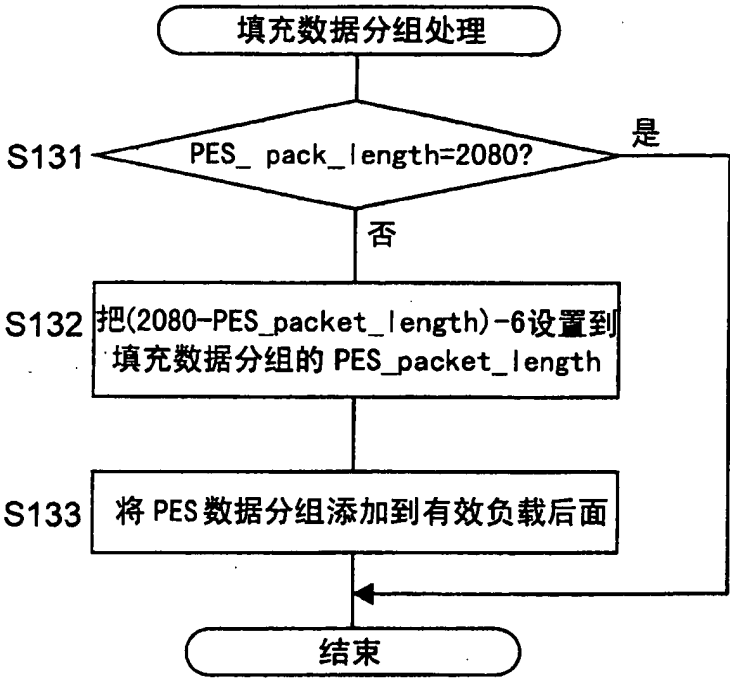 填充数据分组处理
S131
PES_ pack_length=2080?
是
否
S132
把(2080-PES_packet_length)-6设置到
填充数据分组的 PES_packet_length
S133
将 PES 数据分组添加到有效负载后面
结束